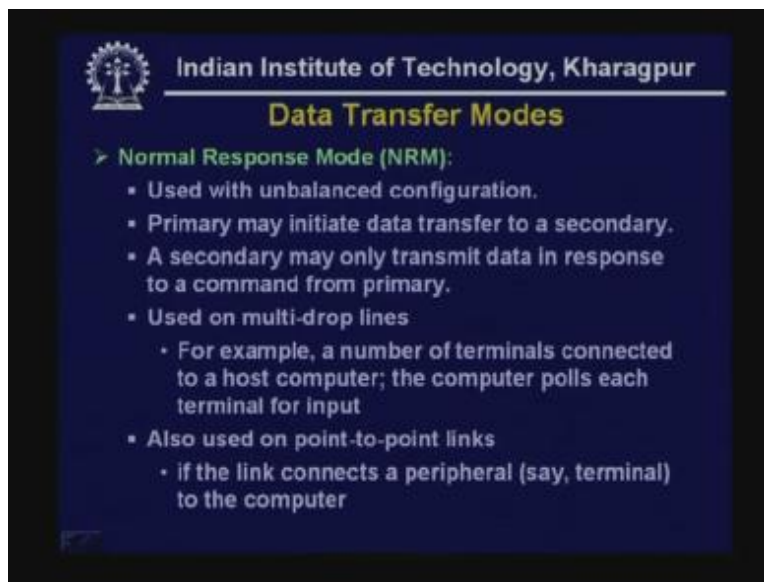 Indian Institute of Technology, Kharagpur
Data Transfer Modes
➢ Normal Response Mode (NRM):
▪ Used with unbalanced configuration.
▪ Primary may initiate data transfer to a secondary.
▪ A secondary may only transmit data in response
to a command from primary.
▪ Used on multi-drop lines
• For example, a number of terminals connected
to a host computer; the computer polls each
terminal for input
▪ Also used on point-to-point links
• if the link connects a peripheral (say, terminal)
to the computer